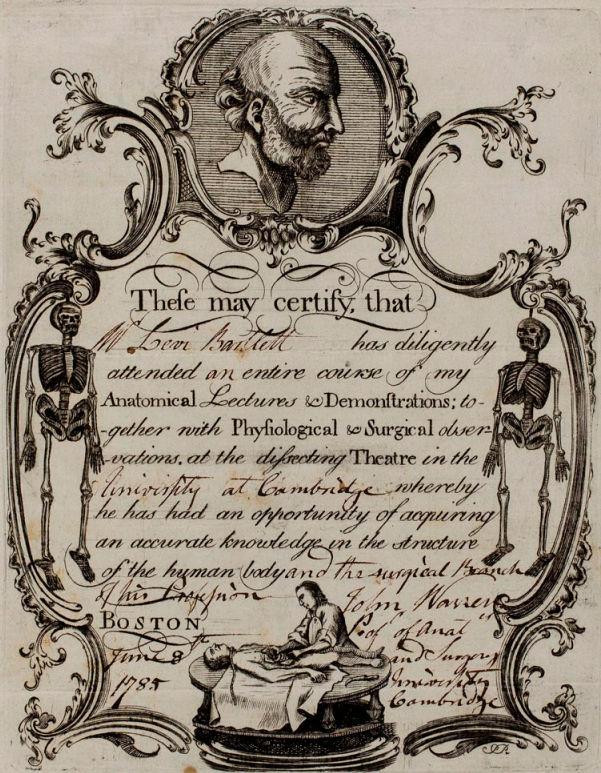 Theſe may certify, that
Mr Levi Bartlett has diligently
attended an entire course of my
Anatomical Lectures & Demonſtrations; to-
-gether with Phyſiological & Surgical obser-
-vations, at the diſsecting Theatre in the
University at Cambridge whereby
he has had an opportunity of acquiring
an accurate knowledge in the structure
of the human body and the surgical Branch
of his Profession
John Warren
BOSTON
Prof. of Anat
June 8th
and Surgery
1785
University
Cambridge